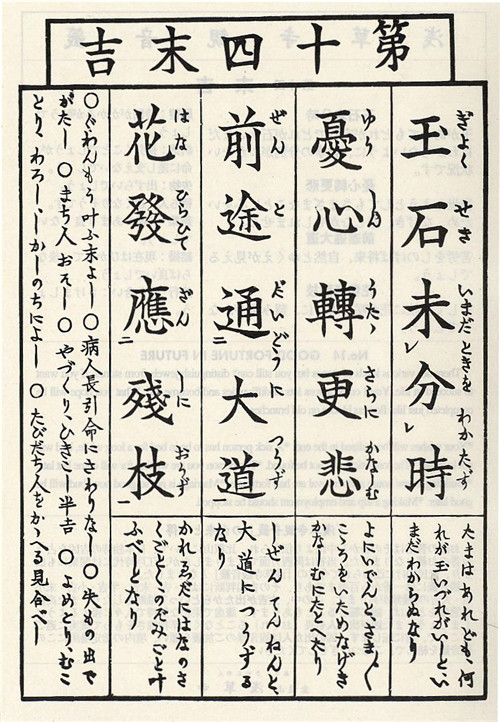 第十四末吉
ぎよく せき いまだときを わかたず
玉石未レ分レ時
ゆう しん たゝ さらに かなしむ
憂心轉更悲
ぜん と だいどうに つうず
前途通二大道一
はな ひらひて ざんしに おうず
花發應二殘枝一
たまはあれども、何
れが玉いづれがいしとい
まだわからぬなり
よにいでんとさま〲
こゝろをいためなげき
かなしむにたとへたり
しぜんてんねんと、
大道につうずる
なり
かれゑだにはなのさ
くごとくのぞみごと叶
ふべしとなり
○ぐわんもう叶ふ末よし ○病人長引命にさわりなし ○失もの出で
がたし ○まち人おそし ○やづくりひきこし半吉 ○よめとり、むこ
とり、わろし、しかしのちによし ○たびだち人をかゝへる見合べし